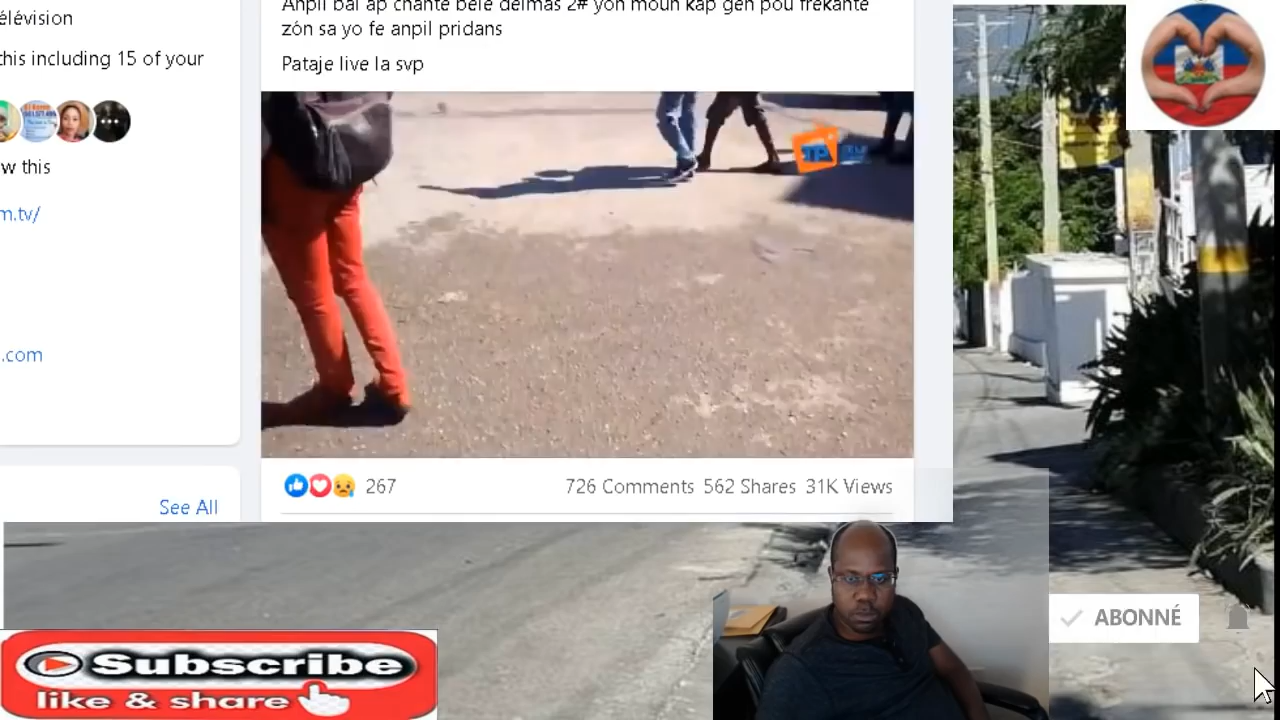 élévision
this including 15 of your
w this
m.tv/
.com
See All
Anpil bal ap chante bele delmas 2# yon moun kap gen pou frekante
zón sa yo fe anpil pridans
Pataje live la svp
267
726 Comments 562 Shares 31K Views
Subscribe
like & share
ABONNÉ